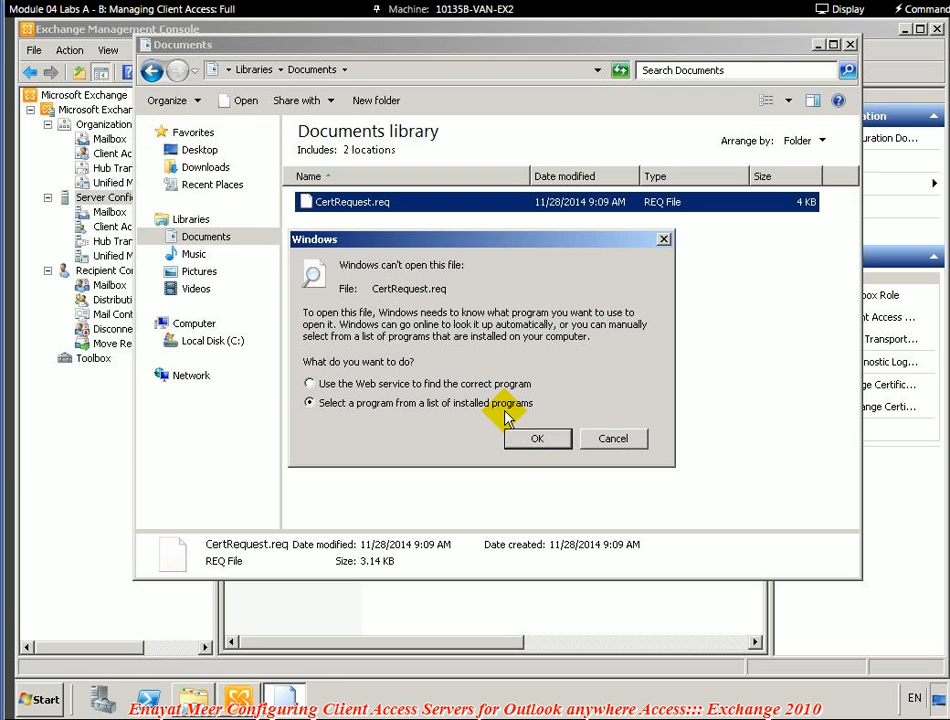 Module 04 Labs A - B: Managing Client Access: Full
Machine: 10135B-VAN-EX2
Display
Command
Exchange Management Console
File Action View
Microsoft Exchange
Microsoft Exchar
Organization
Mailbox
Client Ac
Hub Trar
Unified M
Server Confi
Mailbox
Client Ac
Hub Tran
Unified M
Recipient Co
Mailbox
Distributi
Mail Cont
Disconne
Move Re
Toolbox
Documents
Libraries Documents
Search Documents
Organize Open Share with New folder
Favorites
Desktop
Downloads
Recent Places
Libraries
Documents
Music
Pictures
Videos
Computer
Local Disk (C:)
Network
Documents library
Includes: 2 locations
Arrange by: Folder
Name Date modified Type Size
CertRequest.req 11/28/2014 9:09 AM REQ File 4 KB
Windows
Windows can't open this file:
File: CertRequest.req
To open this file, Windows needs to know what program you want to use to
open it. Windows can go online to look it up automatically, or you can manually
select from a list of programs that are installed on your computer.
What do you want to do?
Use the Web service to find the correct program
Select a program from a list of installed programs
OK Cancel
CertRequest.req Date modified: 11/28/2014 9:09 AM Date created: 11/28/2014 9:09 AM
REQ File Size: 3.14 KB
ation
uration Do...
box Role
t Access ...
Transport...
nostic Log...
ge Certific...
nge Certi...
Start
EN
Enayat Meer Configuring Client Access Servers for Outlook anywhere Access::: Exchange 2010